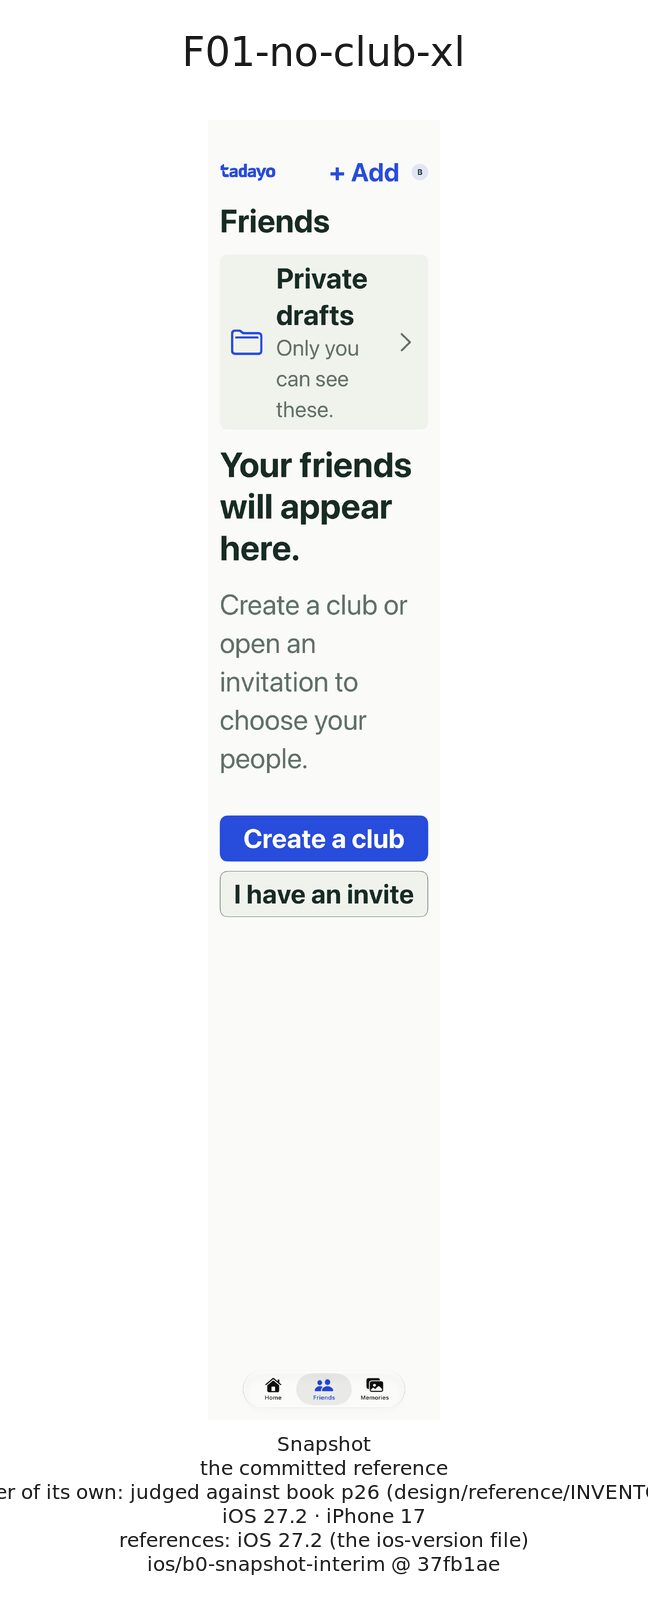 F01-no-club-xl
tadayo
+ Add
B
Friends
Private
drafts
Only you
can see
these.
Your friends
will appear
here.
Create a club or
open an
invitation to
choose your
people.
Create a club
I have an invite
Home
Friends
Memories
Snapshot
the committed reference
of its own: judged against book p26 (design/reference/
iOS 27.2 · iPhone 17
references: iOS 27.2 (the ios-version file)
ios/b0-snapshot-interim @ 37fb1ae